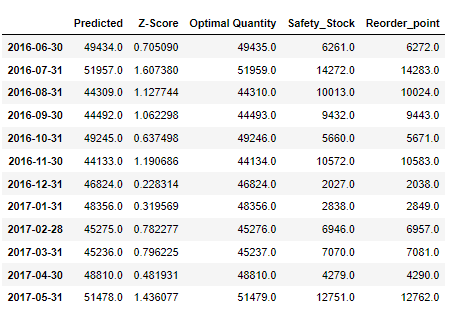 Predicted Z-Score Optimal Quantity Safety_Stock Reorder_point
2016-06-30 49434.0 0.705090 49435.0 6261.0 6272.0
2016-07-31 51957.0 1.607380 51959.0 14272.0 14283.0
2016-08-31 44309.0 1.127744 44310.0 10013.0 10024.0
2016-09-30 44492.0 1.062298 44493.0 9432.0 9443.0
2016-10-31 49245.0 0.637498 49246.0 5660.0 5671.0
2016-11-30 44133.0 1.190686 44134.0 10572.0 10583.0
2016-12-31 46824.0 0.228314 46824.0 2027.0 2038.0
2017-01-31 48356.0 0.319569 48356.0 2838.0 2849.0
2017-02-28 45275.0 0.782277 45276.0 6946.0 6957.0
2017-03-31 45236.0 0.796225 45237.0 7070.0 7081.0
2017-04-30 48810.0 0.481931 48810.0 4279.0 4290.0
2017-05-31 51478.0 1.436077 51479.0 12751.0 12762.0